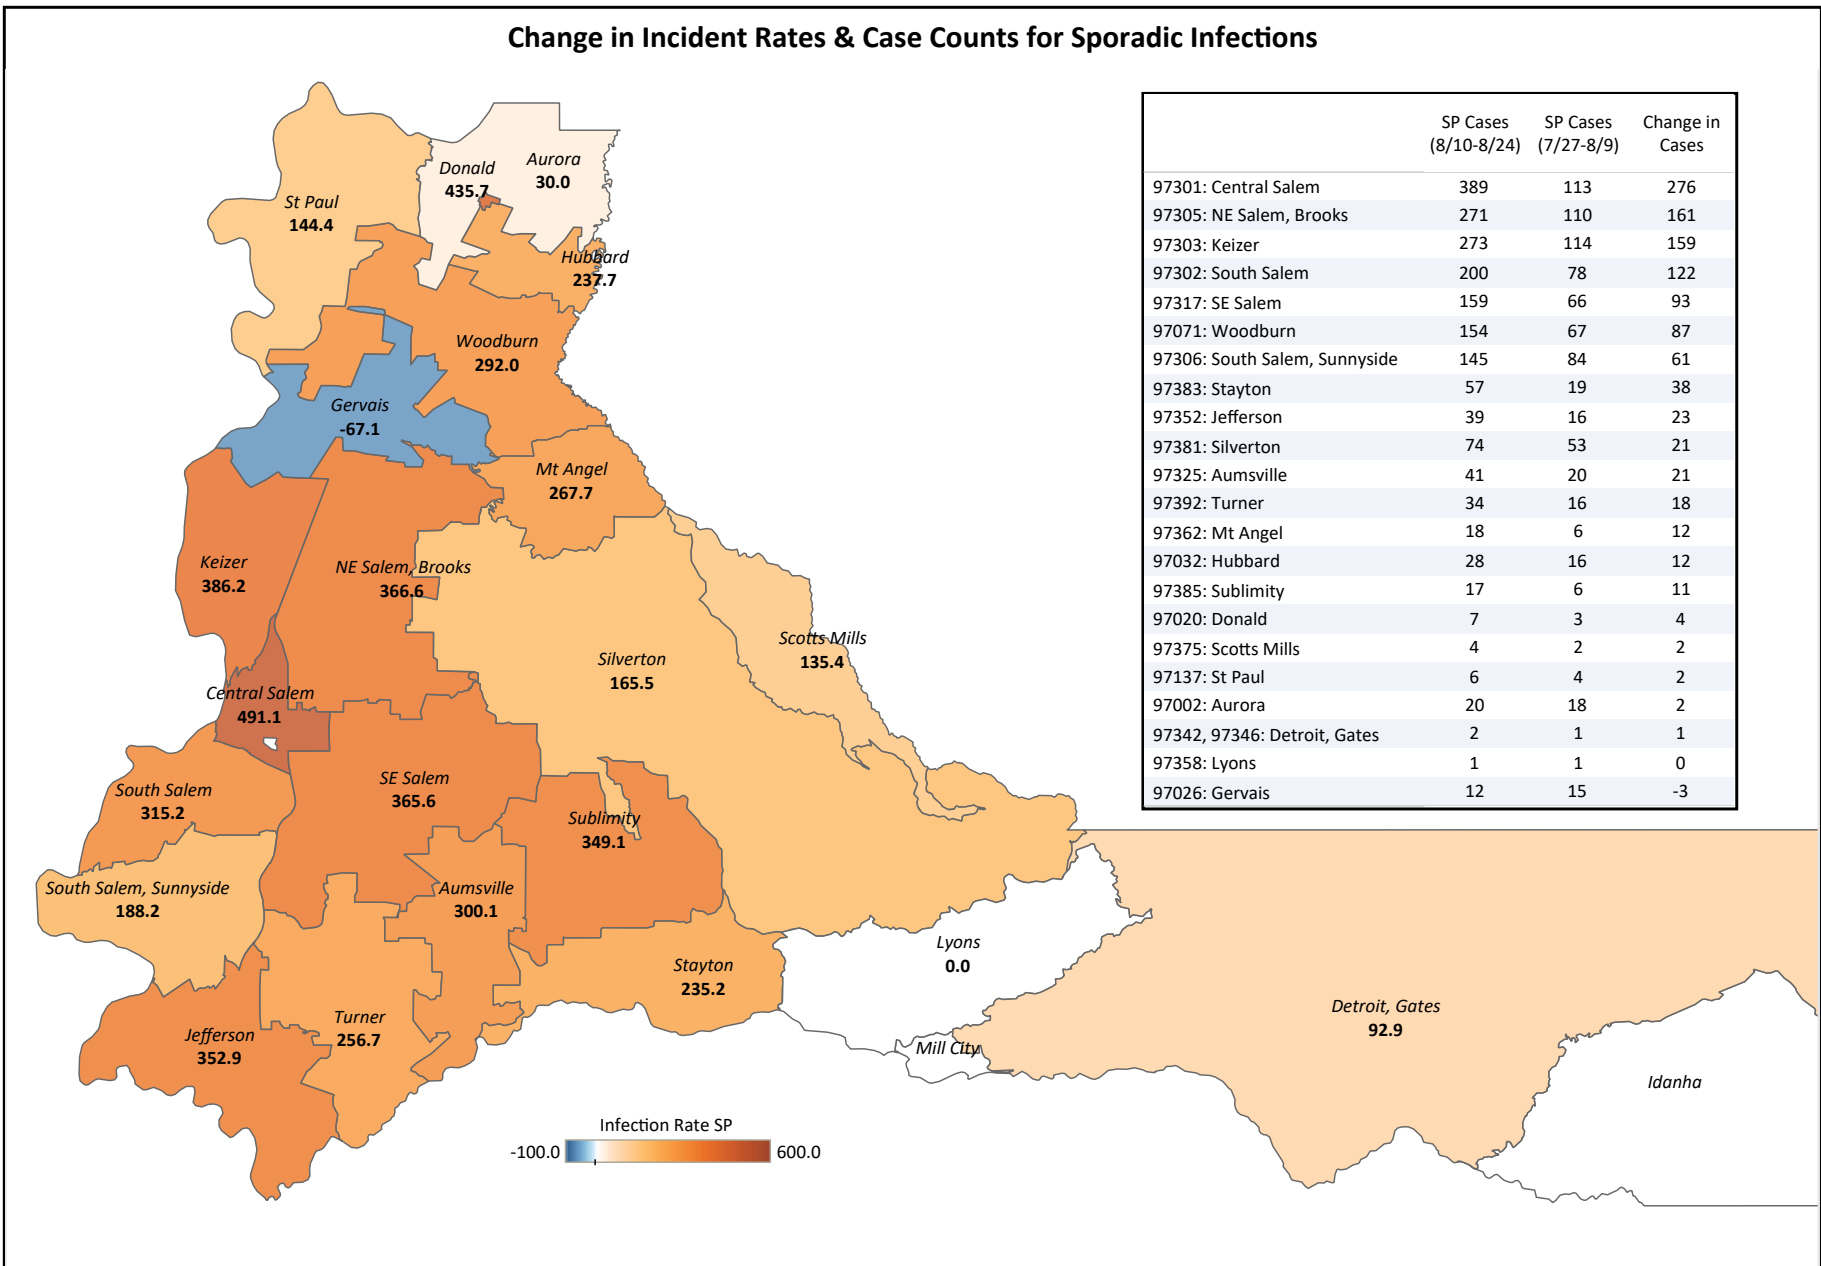 Change in Incident Rates & Case Counts for Sporadic Infections
SP Cases SP Cases Change in
(8/10-8/24) (7/27-8/9) Cases
97301: Central Salem 389 113 276
97305: NE Salem, Brooks 271 110 161
97303: Keizer 273 114 159
97302: South Salem 200 78 122
97317: SE Salem 159 66 93
97071: Woodburn 154 67 87
97306: South Salem, Sunnyside 145 84 61
97383: Stayton 57 19 38
97352: Jefferson 39 16 23
97381: Silverton 74 53 21
97325: Aumsville 41 20 21
97392: Turner 34 16 18
97362: Mt Angel 18 6 12
97032: Hubbard 28 16 12
97385: Sublimity 17 6 11
97020: Donald 7 3 4
97375: Scotts Mills 4 2 2
97137: St Paul 6 4 2
97002: Aurora 20 18 2
97342, 97346: Detroit, Gates 2 1 1
97358: Lyons 1 1 0
97026: Gervais 12 15 -3
Donald
435.7
Aurora
30.0
St Paul
144.4
Hubbard
237.7
Woodburn
292.0
Gervais
-67.1
Mt Angel
267.7
Keizer
386.2
NE Salem, Brooks
366.6
Scotts Mills
135.4
Silverton
165.5
Central Salem
491.1
South Salem
315.2
SE Salem
365.6
Sublimity
349.1
South Salem, Sunnyside
188.2
Aumsville
300.1
Lyons
0.0
Stayton
235.2
Detroit, Gates
92.9
Jefferson
352.9
Turner
256.7
Mill City
Idanha
Infection Rate SP
-100.0 600.0